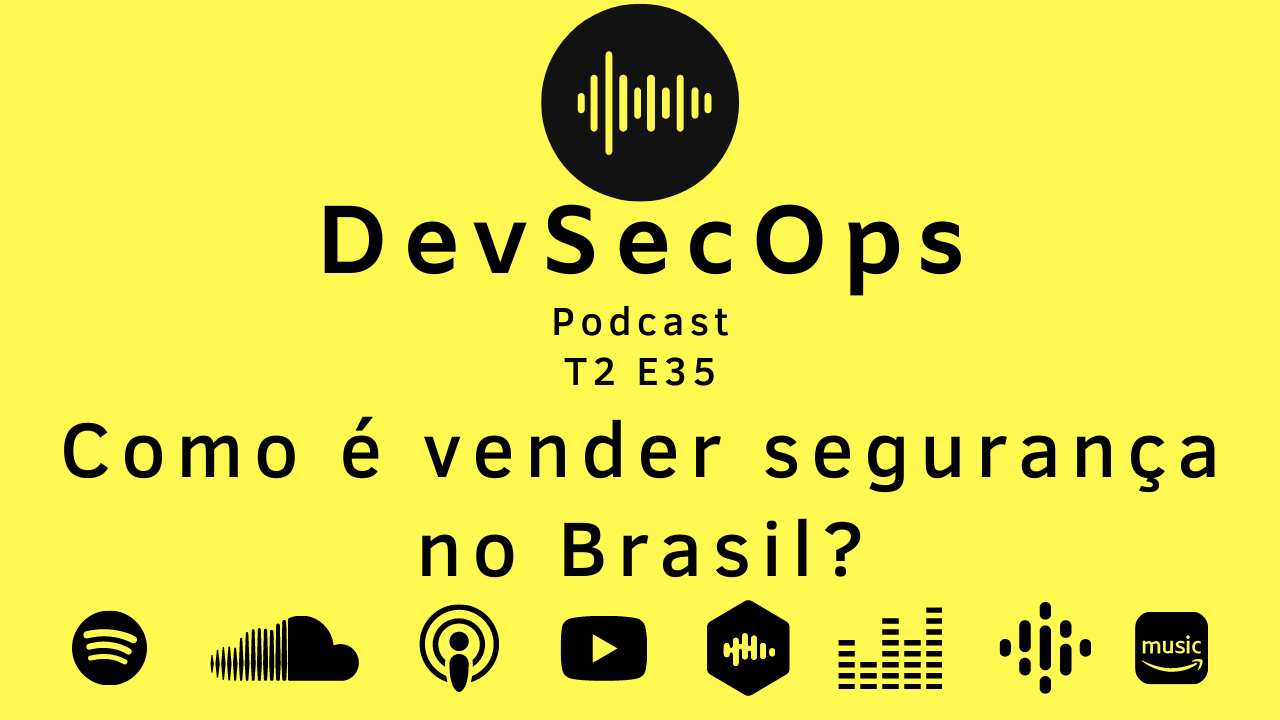 DevSecOps
Podcast
T2 E35
Como é vender segurança
no Brasil?
music